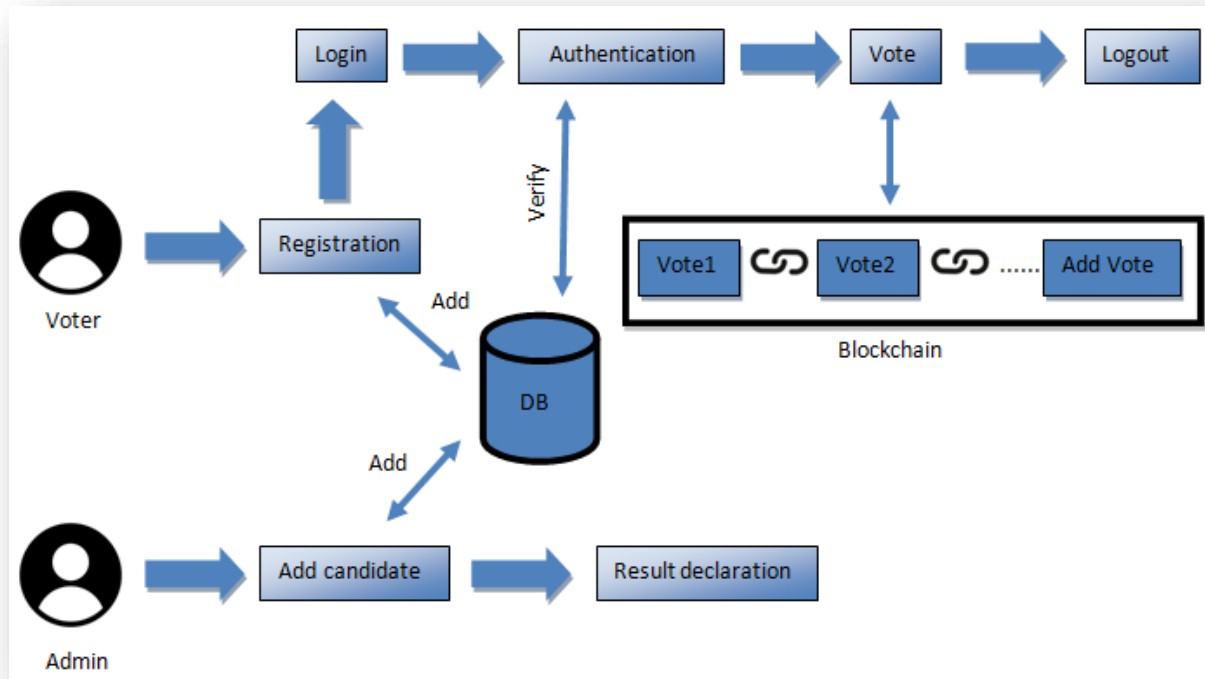 Login
Authentication
Vote
Logout
Verify
Registration
Voter
Vote1
Vote2
......
Add Vote
Blockchain
Add
DB
Add
Add candidate
Result declaration
Admin